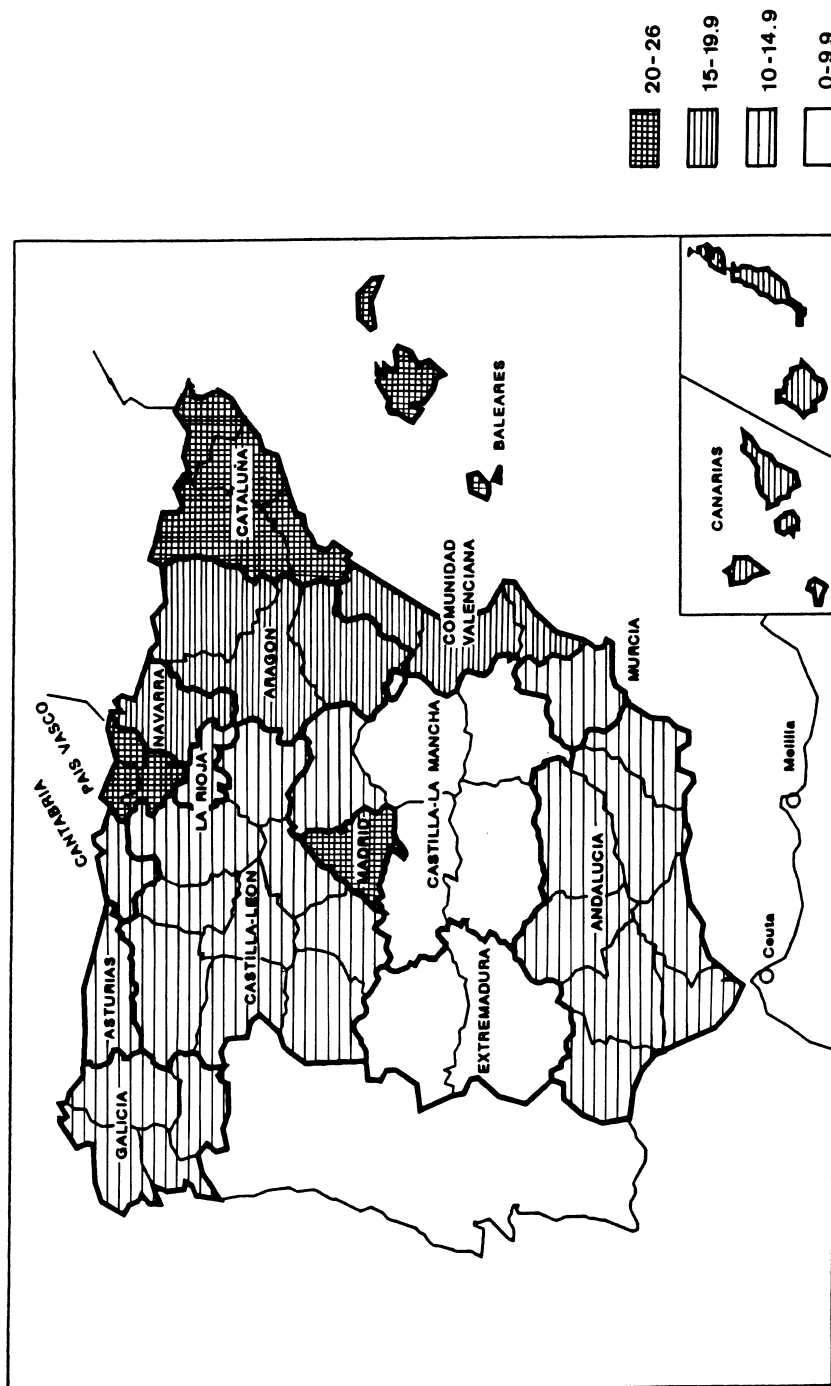 CANTABRIA
PAIS VASCO
ASTURIAS
GALICIA
NAVARRA
LA RIOJA
CATALUÑA
CASTILLA-LEON
ARAGON
MADRID
COMUNIDAD
VALENCIANA
BALEARES
CASTILLA-LA MANCHA
EXTREMADURA
ANDALUCIA
MURCIA
CANARIAS
Ceuta
Melilla
20-26
15-19.9
10-14.9
0-9.9